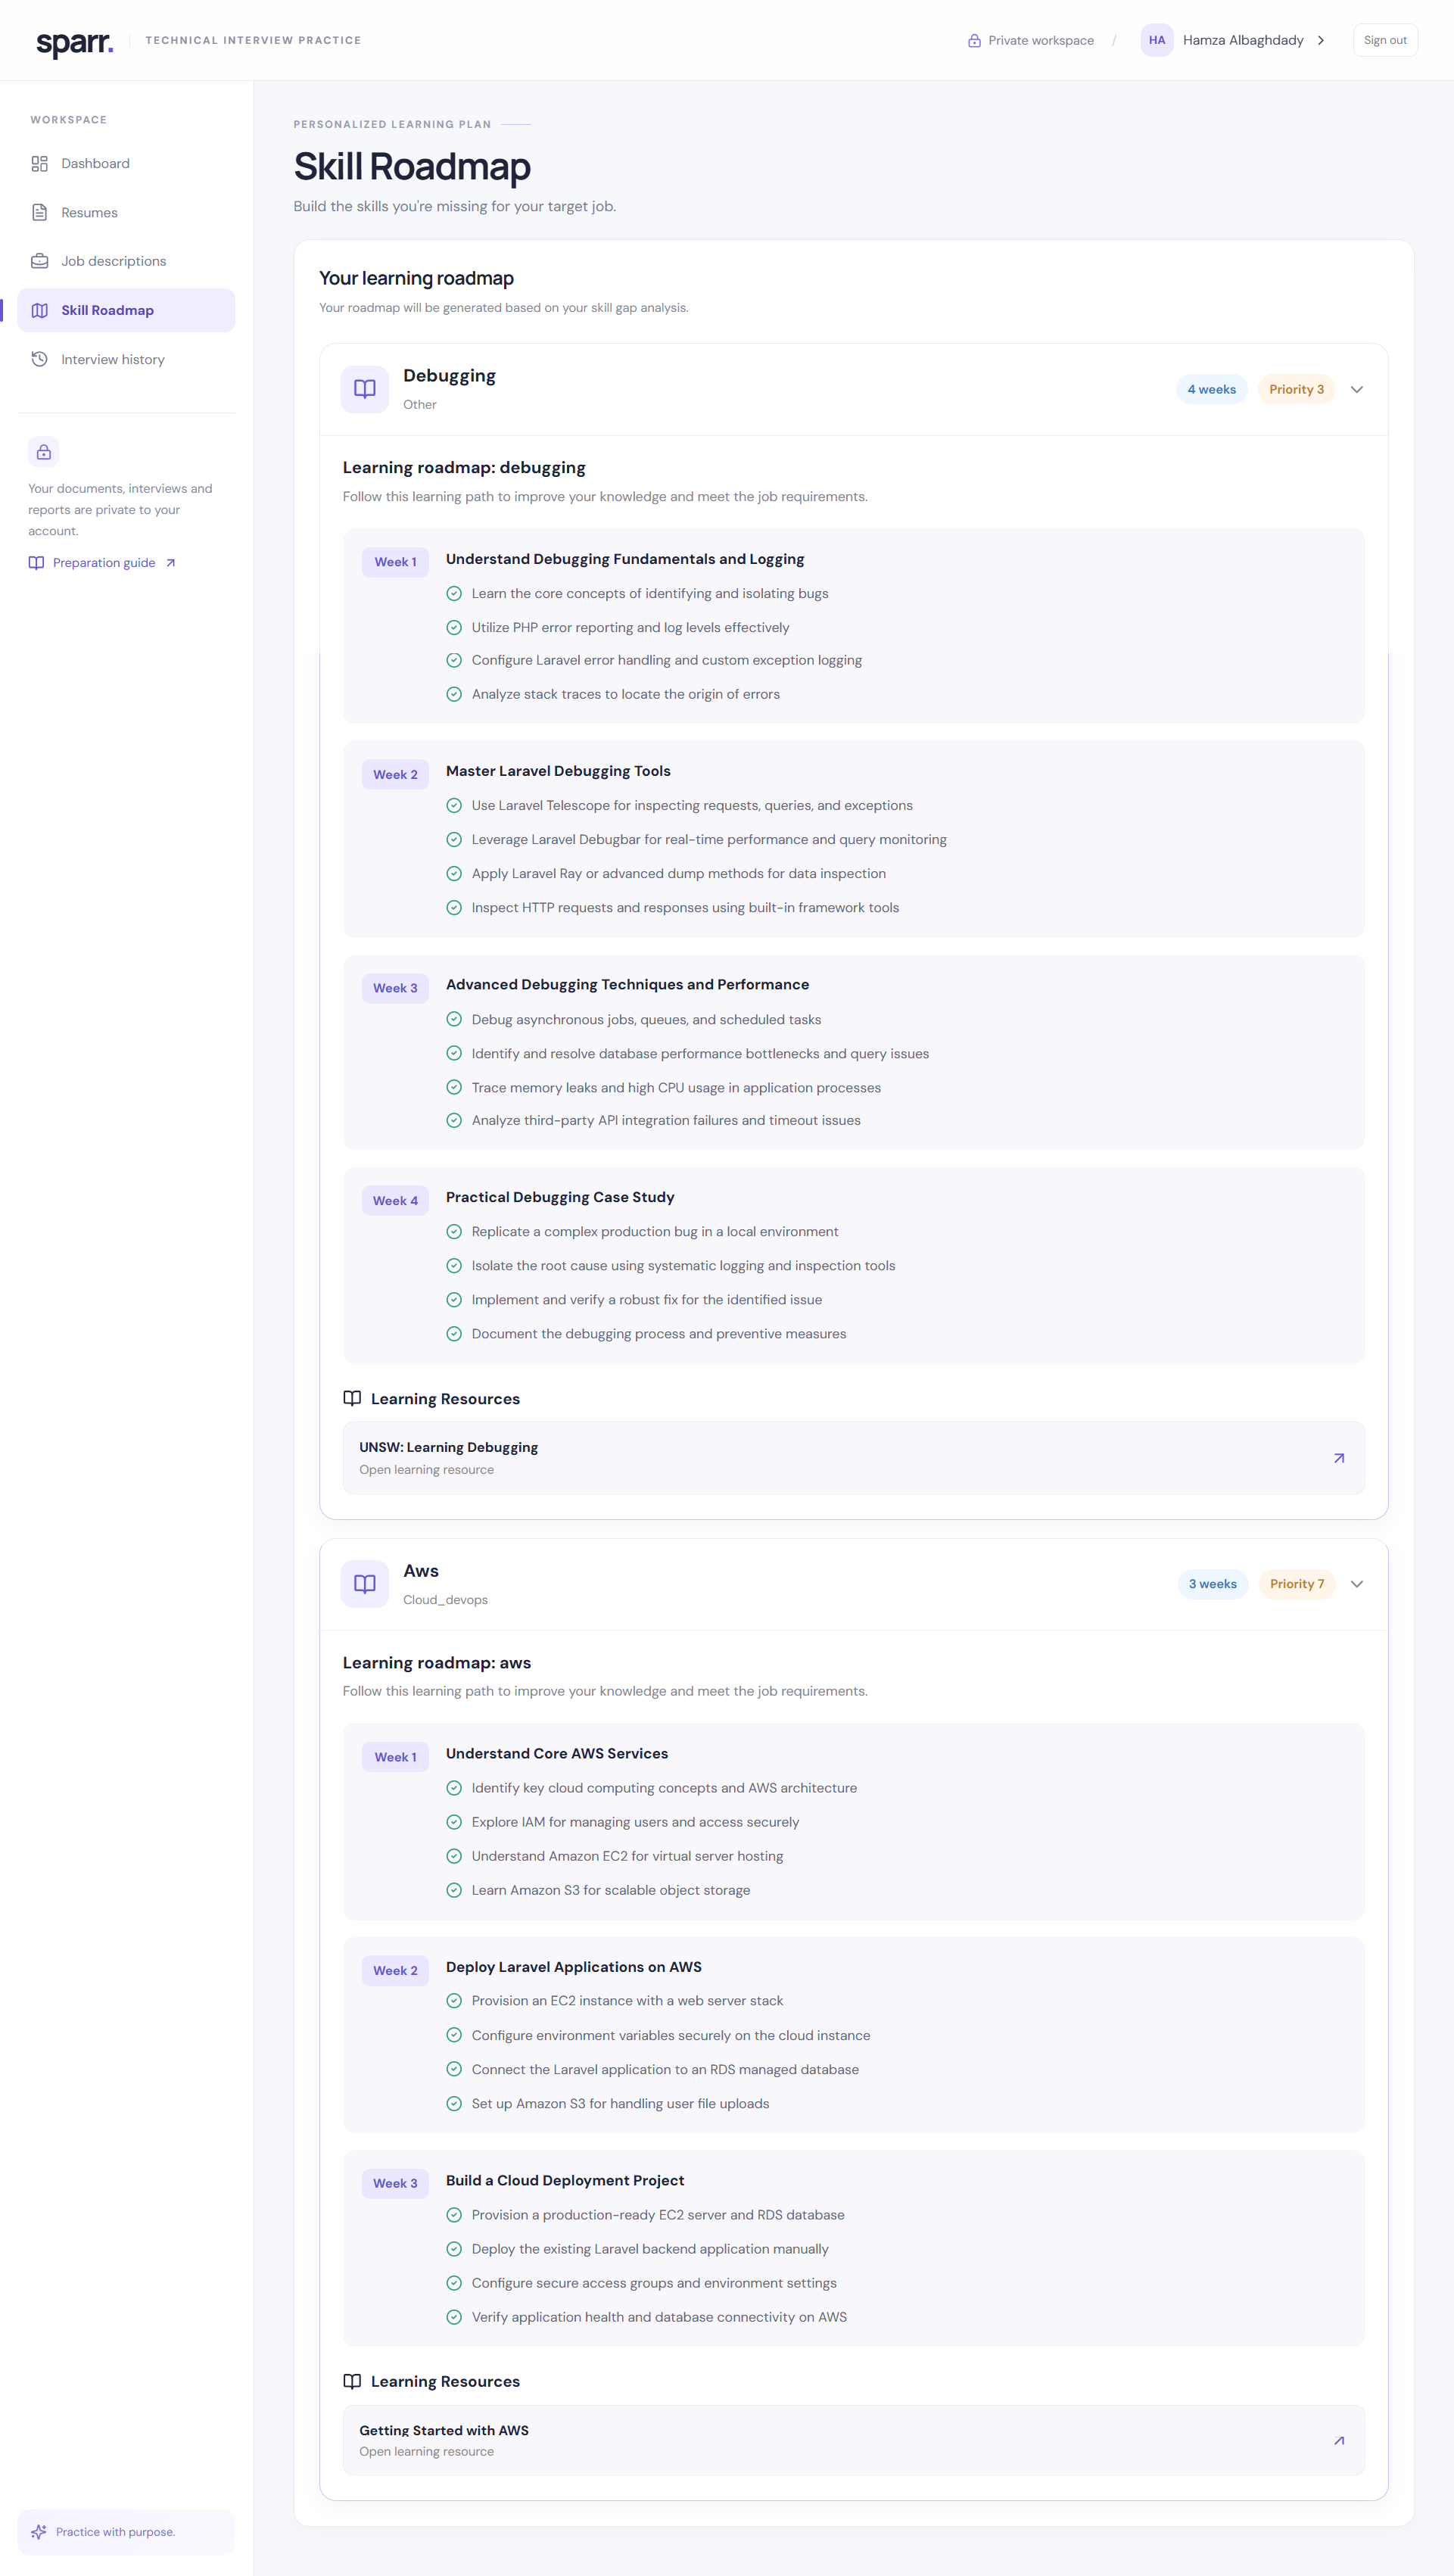 sparr.
TECHNICAL INTERVIEW PRACTICE
Private workspace
/
HA
Hamza Albaghdady
Sign out
WORKSPACE
Dashboard
Resumes
Job descriptions
Skill Roadmap
Interview history
Your documents, interviews and
reports are private to your
account.
Preparation guide
Practice with purpose.
PERSONALIZED LEARNING PLAN
Skill Roadmap
Build the skills you're missing for your target job.
Your learning roadmap
Your roadmap will be generated based on your skill gap analysis.
Debugging
Other
4 weeks
Priority 3
Learning roadmap: debugging
Follow this learning path to improve your knowledge and meet the job requirements.
Week 1
Understand Debugging Fundamentals and Logging
Learn the core concepts of identifying and isolating bugs
Utilize PHP error reporting and log levels effectively
Configure Laravel error handling and custom exception logging
Analyze stack traces to locate the origin of errors
Week 2
Master Laravel Debugging Tools
Use Laravel Telescope for inspecting requests, queries, and exceptions
Leverage Laravel Debugbar for real-time performance and query monitoring
Apply Laravel Ray or advanced dump methods for data inspection
Inspect HTTP requests and responses using built-in framework tools
Week 3
Advanced Debugging Techniques and Performance
Debug asynchronous jobs, queues, and scheduled tasks
Identify and resolve database performance bottlenecks and query issues
Trace memory leaks and high CPU usage in application processes
Analyze third-party API integration failures and timeout issues
Week 4
Practical Debugging Case Study
Replicate a complex production bug in a local environment
Isolate the root cause using systematic logging and inspection tools
Implement and verify a robust fix for the identified issue
Document the debugging process and preventive measures
Learning Resources
UNSW: Learning Debugging
Open learning resource
Aws
Cloud_devops
3 weeks
Priority 7
Learning roadmap: aws
Follow this learning path to improve your knowledge and meet the job requirements.
Week 1
Understand Core AWS Services
Identify key cloud computing concepts and AWS architecture
Explore IAM for managing users and access securely
Understand Amazon EC2 for virtual server hosting
Learn Amazon S3 for scalable object storage
Week 2
Deploy Laravel Applications on AWS
Provision an EC2 instance with a web server stack
Configure environment variables securely on the cloud instance
Connect the Laravel application to an RDS managed database
Set up Amazon S3 for handling user file uploads
Week 3
Build a Cloud Deployment Project
Provision a production-ready EC2 server and RDS database
Deploy the existing Laravel backend application manually
Configure secure access groups and environment settings
Verify application health and database connectivity on AWS
Learning Resources
Getting Started with AWS
Open learning resource